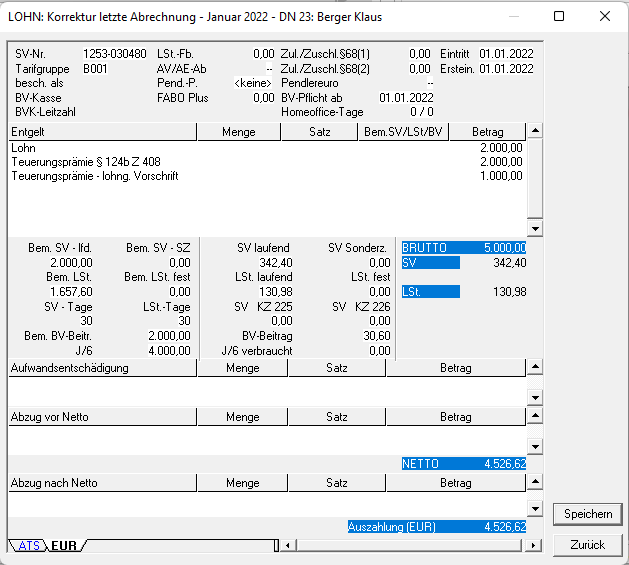 LOHN: Korrektur letzte Abrechnung - Januar 2022 - DN 23: Berger Klaus
SV-Nr. 1253-030480 LSt.-Fb. 0,00 Zul./Zuschl.§68(1) 0,00 Eintritt 01.01.2022
Tarifgruppe B001 AV/AE-Ab -- Zul./Zuschl.§68(2) 0,00 Erstein. 01.01.2022
besch. als Pend.-P. <keine> Pendlereuro --
BV-Kasse FABO Plus 0,00 BV-Pflicht ab 01.01.2022
BVK-Leitzahl Homeoffice-Tage 0 / 0
Entgelt Menge Satz Bem.SV/LSt/BV Betrag
Lohn 2.000,00
Teuerungsprämie § 124b Z 408 2.000,00
Teuerungsprämie - lohng. Vorschrift 1.000,00
Bem. SV - lfd. Bem. SV - SZ SV laufend SV Sonderz. BRUTTO 5.000,00
2.000,00 0,00 342,40 0,00 SV 342,40
Bem. LSt. Bem. LSt. fest LSt. laufend LSt. fest
1.657,60 0,00 130,98 0,00 LSt. 130,98
SV - Tage LSt.-Tage SV KZ 225 SV KZ 226
30 30 0,00 0,00
Bem. BV-Beitr. 2.000,00 BV-Beitrag 30,60
J/6 4.000,00 J/6 verbraucht 0,00
Aufwandsentschädigung Menge Satz Betrag
Abzug vor Netto Menge Satz Betrag
NETTO 4.526,62
Abzug nach Netto Menge Satz Betrag
Speichern
Auszahlung (EUR) 4.526,62
ATS EUR
Zurück